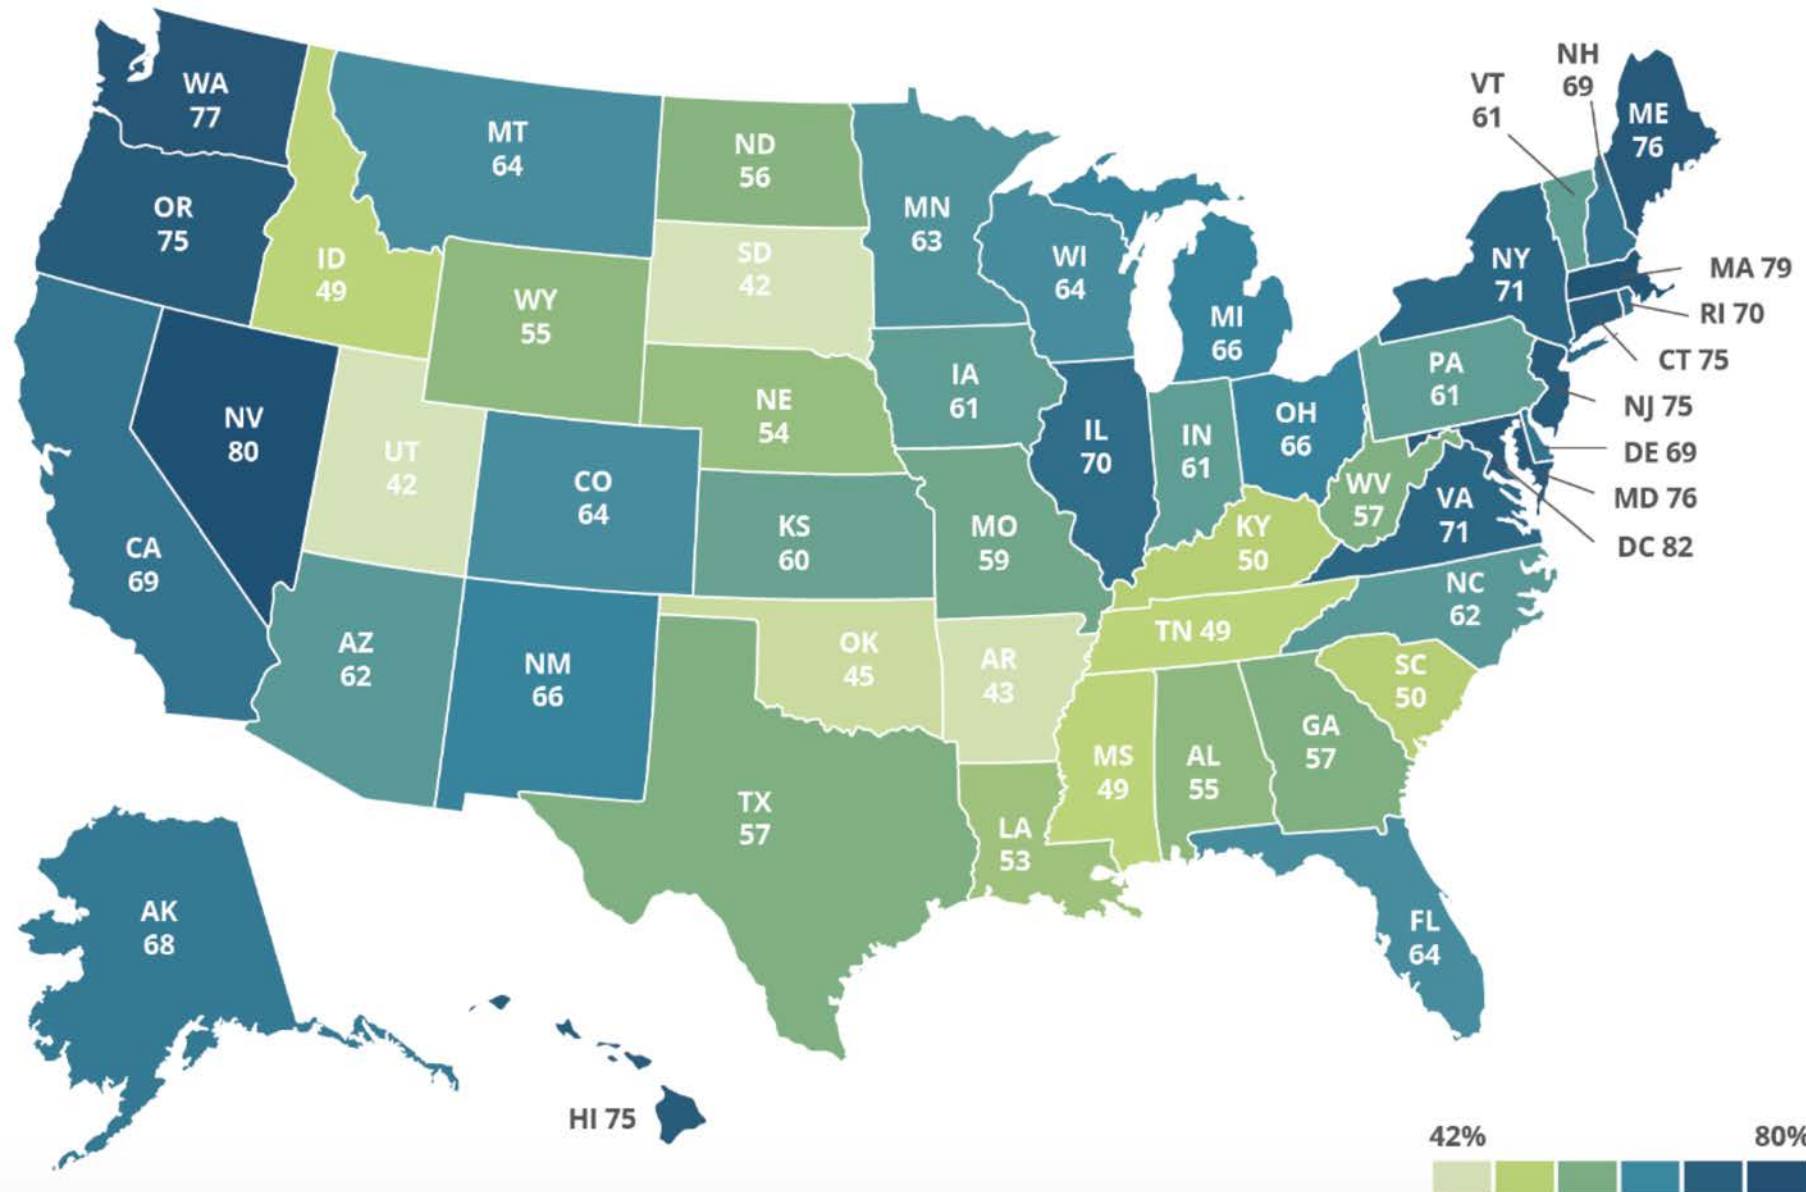 WA
77
OR
75
CA
69
NV
80
ID
49
MT
64
WY
55
UT
42
CO
64
AZ
62
NM
66
ND
56
SD
42
NE
54
KS
60
OK
45
TX
57
MN
63
IA
61
MO
59
AR
43
LA
53
WI
64
IL
70
MI
66
IN
61
OH
66
KY
50
TN 49
MS
49
AL
55
GA
57
FL
64
SC
50
NC
62
VA
71
WV
57
PA
61
NY
71
VT
61
NH
69
ME
76
MA 79
RI 70
CT 75
NJ 75
DE 69
MD 76
DC 82
AK
68
HI 75
42%
80%